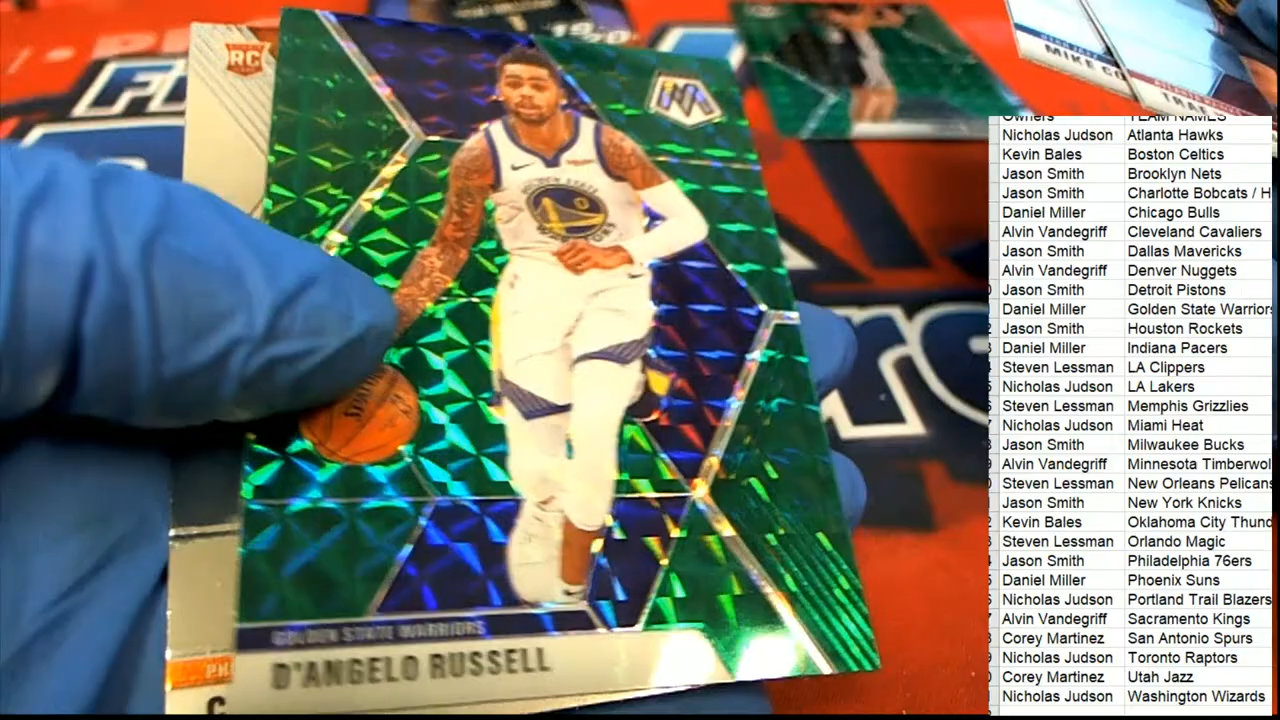 RC
MIKE CO
TRAE
SPALDING
0
GOLDEN STATE WARRIORS
D'ANGELO RUSSELL
PH
C
Owners TEAM NAMES
Nicholas Judson Atlanta Hawks
Kevin Bales Boston Celtics
Jason Smith Brooklyn Nets
Jason Smith Charlotte Bobcats / H
Daniel Miller Chicago Bulls
Alvin Vandegriff Cleveland Cavaliers
Jason Smith Dallas Mavericks
Alvin Vandegriff Denver Nuggets
Jason Smith Detroit Pistons
Daniel Miller Golden State Warriors
Jason Smith Houston Rockets
Daniel Miller Indiana Pacers
Steven Lessman LA Clippers
Nicholas Judson LA Lakers
Steven Lessman Memphis Grizzlies
Nicholas Judson Miami Heat
Jason Smith Milwaukee Bucks
Alvin Vandegriff Minnesota Timberwol
Steven Lessman New Orleans Pelicans
Jason Smith New York Knicks
Kevin Bales Oklahoma City Thund
Steven Lessman Orlando Magic
Jason Smith Philadelphia 76ers
Daniel Miller Phoenix Suns
Nicholas Judson Portland Trail Blazers
Alvin Vandegriff Sacramento Kings
Corey Martinez San Antonio Spurs
Nicholas Judson Toronto Raptors
Corey Martinez Utah Jazz
Nicholas Judson Washington Wizards